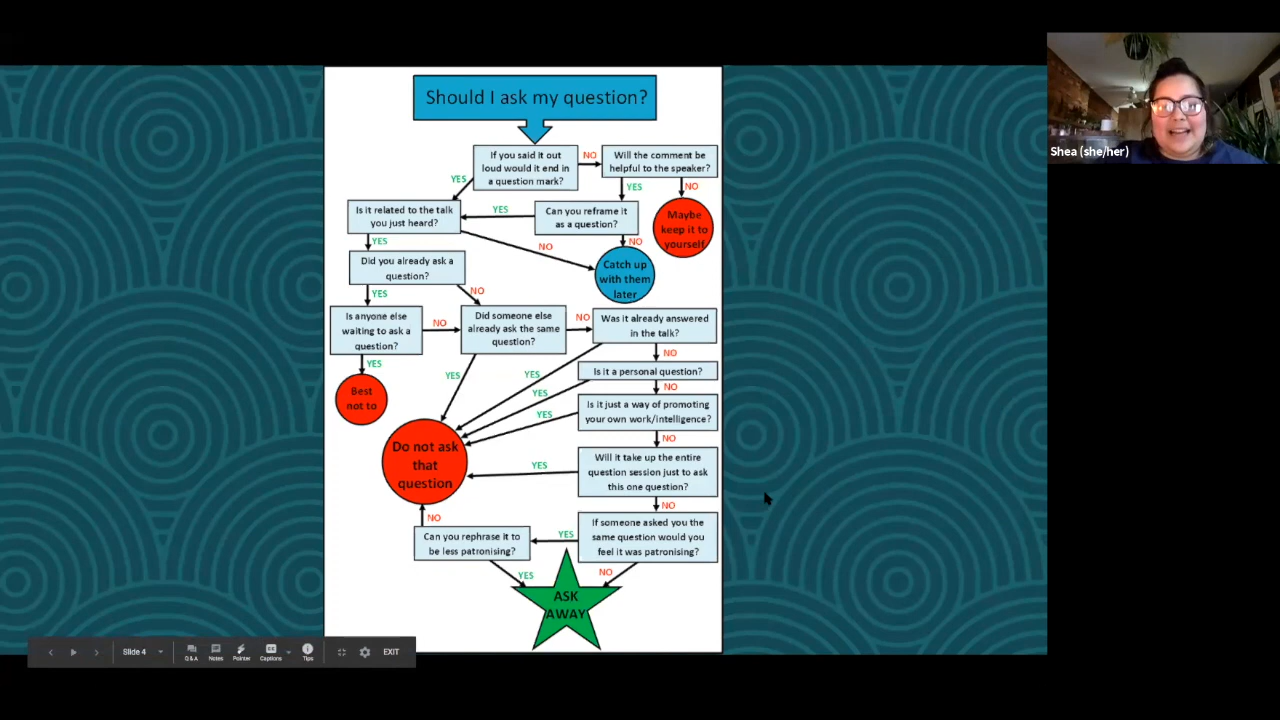 Should I ask my question?
If you said it out
loud would it end in
a question mark?
NO
Will the comment be
helpful to the speaker?
YES
YES
NO
Is it related to the talk
you just heard?
YES
Can you reframe it
as a question?
Maybe
keep it to
yourself
YES
NO
NO
Catch up
with them
later
Did you already ask a
question?
YES
NO
Is anyone else
waiting to ask a
question?
NO
Did someone else
already ask the same
question?
NO
Was it already answered
in the talk?
YES
YES
YES
NO
Best
not to
Is it a personal question?
YES
NO
Is it just a way of promoting
your own work/intelligence?
YES
NO
Do not ask
that
question
Will it take up the entire
question session just to ask
this one question?
YES
NO
If someone asked you the
same question would you
feel it was patronising?
YES
NO
Can you rephrase it to
be less patronising?
NO
YES
ASK
AWAY
Shea (she/her)
Slide 4
Q&A
Notes
Pointer
Captions
Tips
EXIT